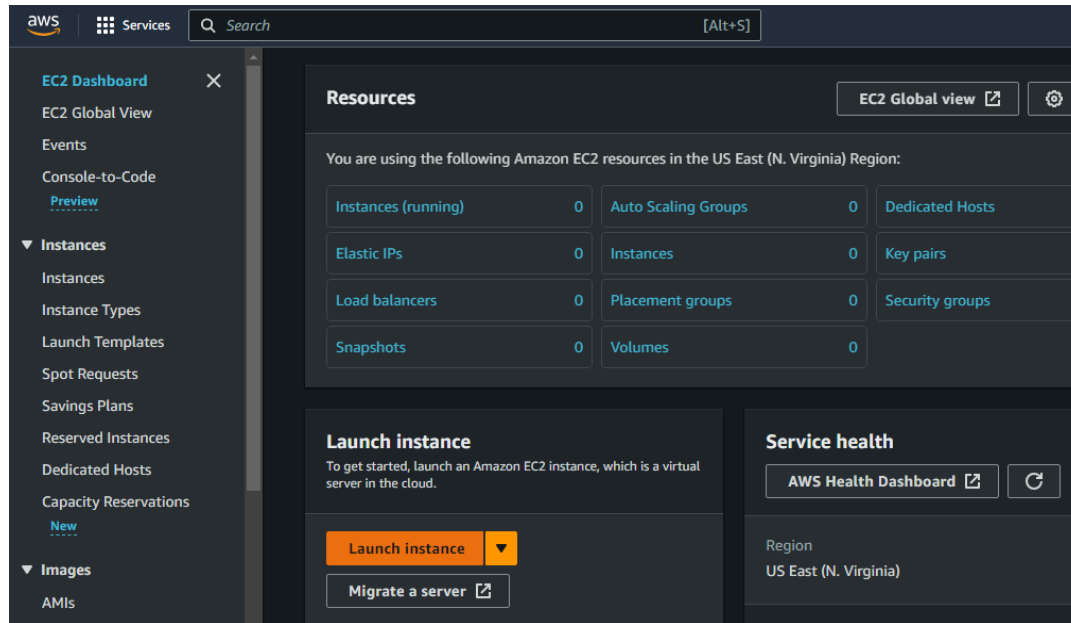 aws Services Search [Alt+S]
EC2 Dashboard
EC2 Global View
Events
Console-to-Code
Preview
Instances
Instances
Instance Types
Launch Templates
Spot Requests
Savings Plans
Reserved Instances
Dedicated Hosts
Capacity Reservations
New
Images
AMIs
Resources
EC2 Global view
You are using the following Amazon EC2 resources in the US East (N. Virginia) Region:
Instances (running) 0 Auto Scaling Groups 0 Dedicated Hosts
Elastic IPs 0 Instances 0 Key pairs
Load balancers 0 Placement groups 0 Security groups
Snapshots 0 Volumes 0
Launch instance
To get started, launch an Amazon EC2 instance, which is a virtual
server in the cloud.
Launch instance
Migrate a server
Service health
AWS Health Dashboard
Region
US East (N. Virginia)